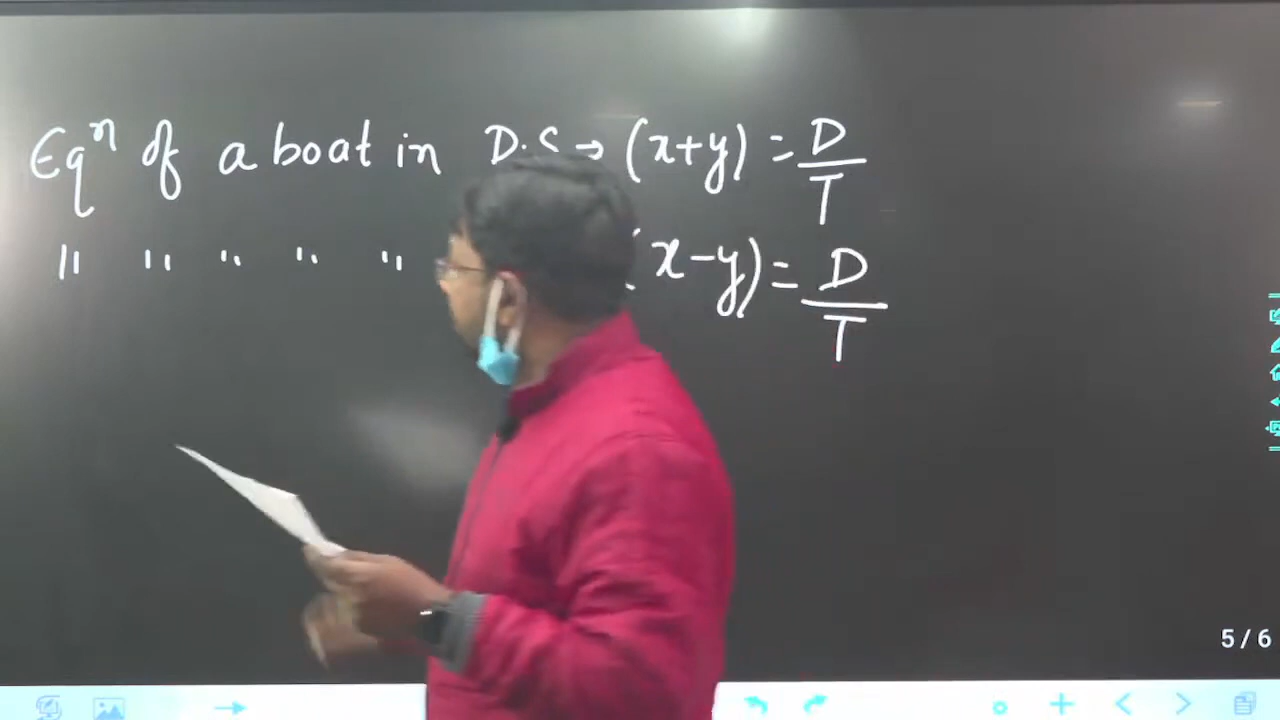 Eqⁿ of a boat in D.S → (x+y) = D/T
" " " " " (x-y) = D/T
5/6